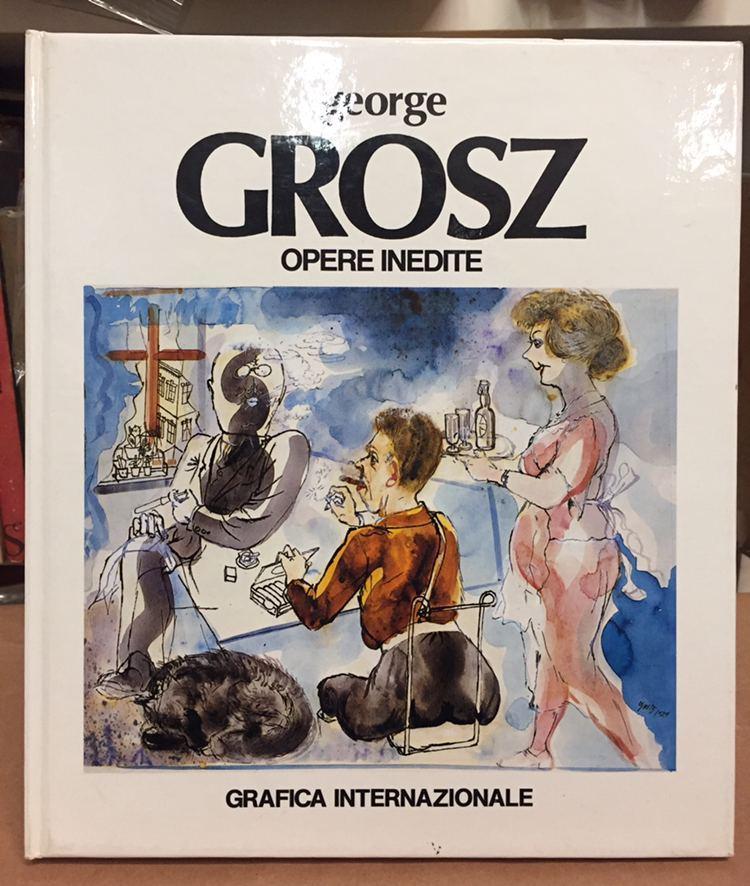 george
GROSZ
OPERE INEDITE
GRAFICA INTERNAZIONALE